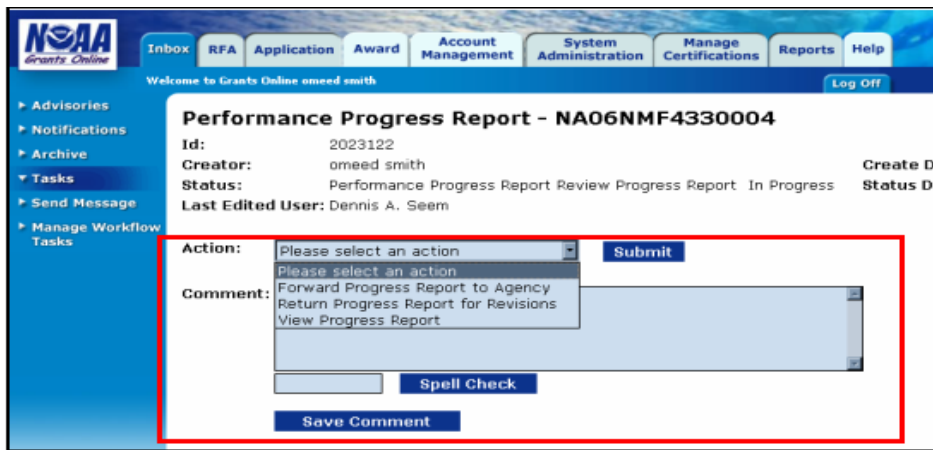 NOAA
Grants Online
Inbox RFA Application Award Account Management System Administration Manage Certifications Reports Help
Welcome to Grants Online omeed smith Log Off
Advisories
Notifications
Archive
Tasks
Send Message
Manage Workflow
Tasks
Performance Progress Report - NA06NMF4330004
Id: 2023122
Creator: omeed smith Create D
Status: Performance Progress Report Review Progress Report In Progress Status D
Last Edited User: Dennis A. Seem
Action: Please select an action Submit
Please select an action
Forward Progress Report to Agency
Comment: Return Progress Report for Revisions
View Progress Report
Spell Check
Save Comment